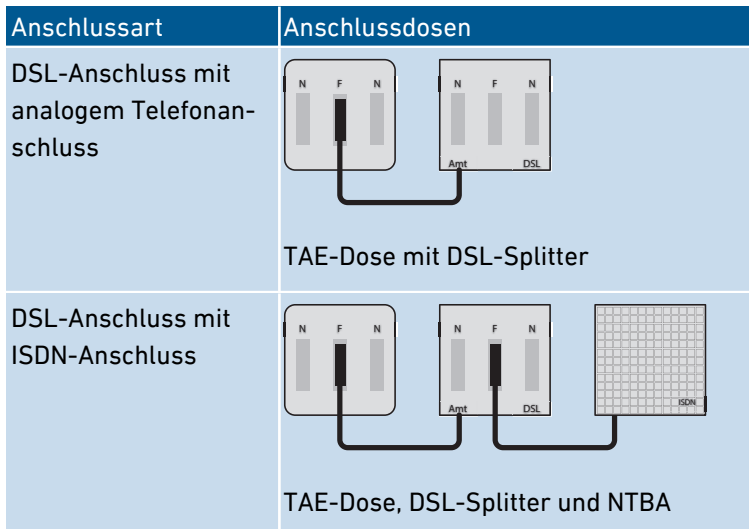 Anschlussart Anschlussdosen
DSL-Anschluss mit
analogem Telefonan-
schluss
N F N N F N
Amt DSL
TAE-Dose mit DSL-Splitter
DSL-Anschluss mit
ISDN-Anschluss
N F N N F N
ISDN
Amt DSL
TAE-Dose, DSL-Splitter und NTBA